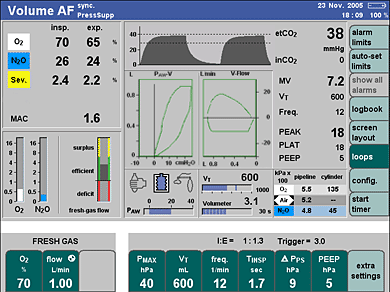 Volume AF sync. PressSupp
23 Nov. 2005
18 : 09 100 %
insp. exp.
O2 70 65 %
N2O 26 24 %
Sev. 2.4 2.2 %
MAC 1.6
etCO2 38
mmHg
inCO2 0
PAW-V
V-Flow
L
L/min
MV 7.2
VT 600
Freq. 12
PEAK 18
PLAT 18
PEEP 5
alarm limits
auto-set limits
show all alarms
logbook
screen layout
loops
config.
start timer
surplus
efficient
deficit
O2 N2O fresh-gas flow
VT 600
1000
Volumeter 3.1
30 s
PAW
kPa x 100 pipeline cylinder
O2 5.5 135
Air 5.2 --
N2O 4.8 45
FRESH GAS
I:E = 1 : 1.3 Trigger = 3.0
O2 % 70
flow L/min 1.00
PMAX hPa 40
VT mL 600
freq. 1/min 12
TINSP sec 1.7
Δ PPS hPa 9
PEEP hPa 5
extra settings